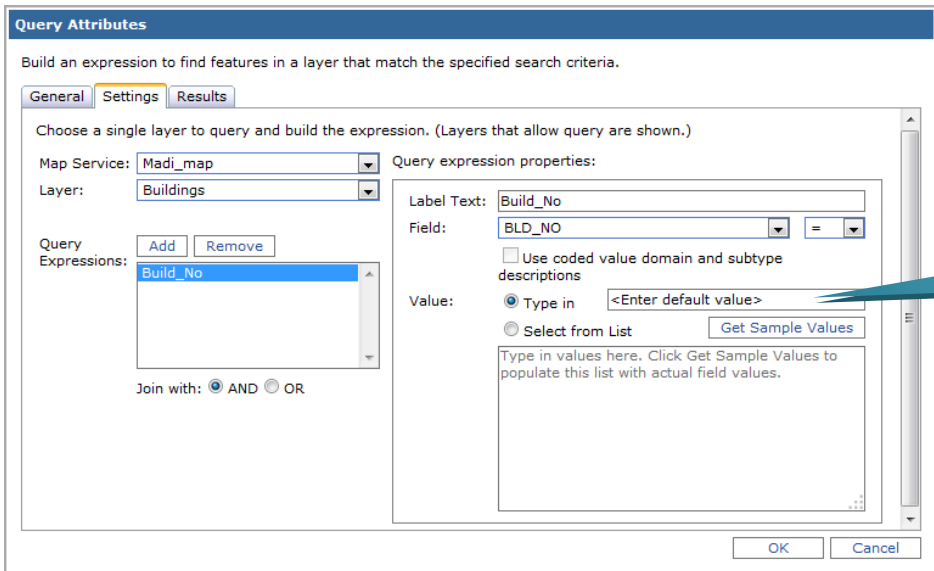 Query Attributes
Build an expression to find features in a layer that match the specified search criteria.
General Settings Results
Choose a single layer to query and build the expression. (Layers that allow query are shown.)
Map Service: Madi_map
Layer: Buildings
Query Expressions:
Add Remove
Build_No
Join with: AND OR
Query expression properties:
Label Text: Build_No
Field: BLD_NO =
Use coded value domain and subtype
descriptions
Value: Type in <Enter default value>
Select from List Get Sample Values
Type in values here. Click Get Sample Values to
populate this list with actual field values.
OK Cancel